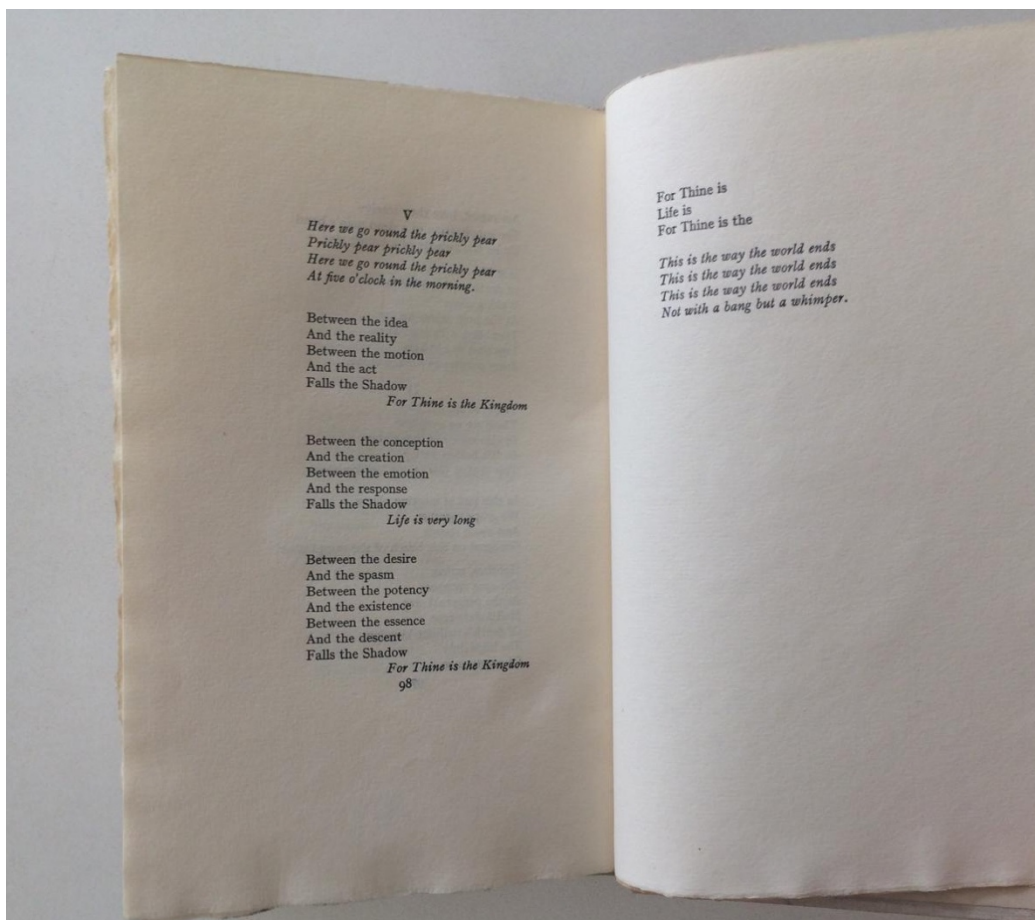 V
Here we go round the prickly pear
Prickly pear prickly pear
Here we go round the prickly pear
At five o'clock in the morning.
Between the idea
And the reality
Between the motion
And the act
Falls the Shadow
For Thine is the Kingdom
Between the conception
And the creation
Between the emotion
And the response
Falls the Shadow
Life is very long
Between the desire
And the spasm
Between the potency
And the existence
Between the essence
And the descent
Falls the Shadow
For Thine is the Kingdom
98
For Thine is
Life is
For Thine is the
This is the way the world ends
This is the way the world ends
This is the way the world ends
Not with a bang but a whimper.